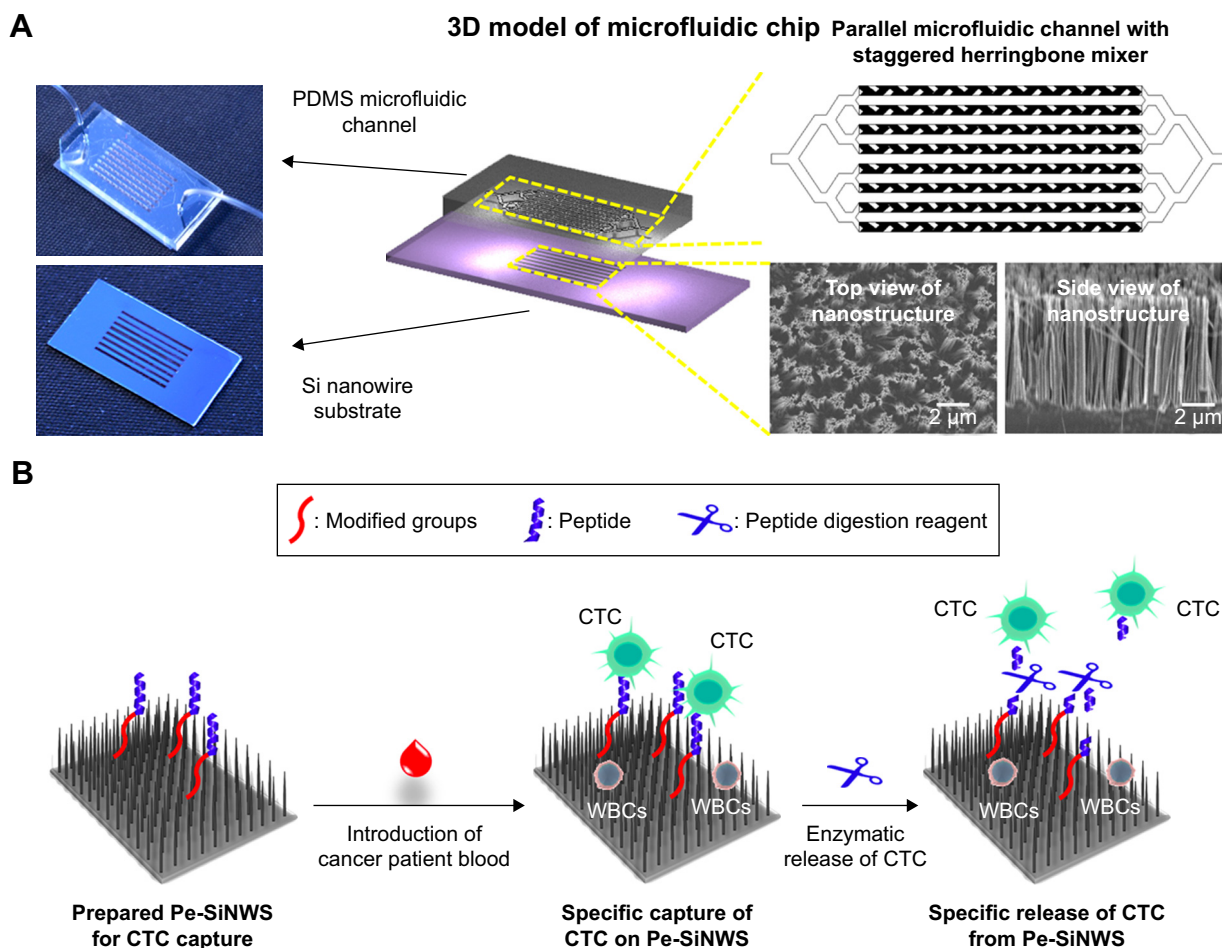 A
3D model of microfluidic chip
Parallel microfluidic channel with
staggered herringbone mixer
PDMS microfluidic
channel
Si nanowire
substrate
Top view of
nanostructure
2 µm
Side view of
nanostructure
2 µm
B
: Modified groups
: Peptide
: Peptide digestion reagent
CTC
CTC
CTC
CTC
WBCs
WBCs
WBCs
WBCs
Introduction of
cancer patient blood
Enzymatic
release of CTC
Prepared Pe-SiNWS
for CTC capture
Specific capture of
CTC on Pe-SiNWS
Specific release of CTC
from Pe-SiNWS